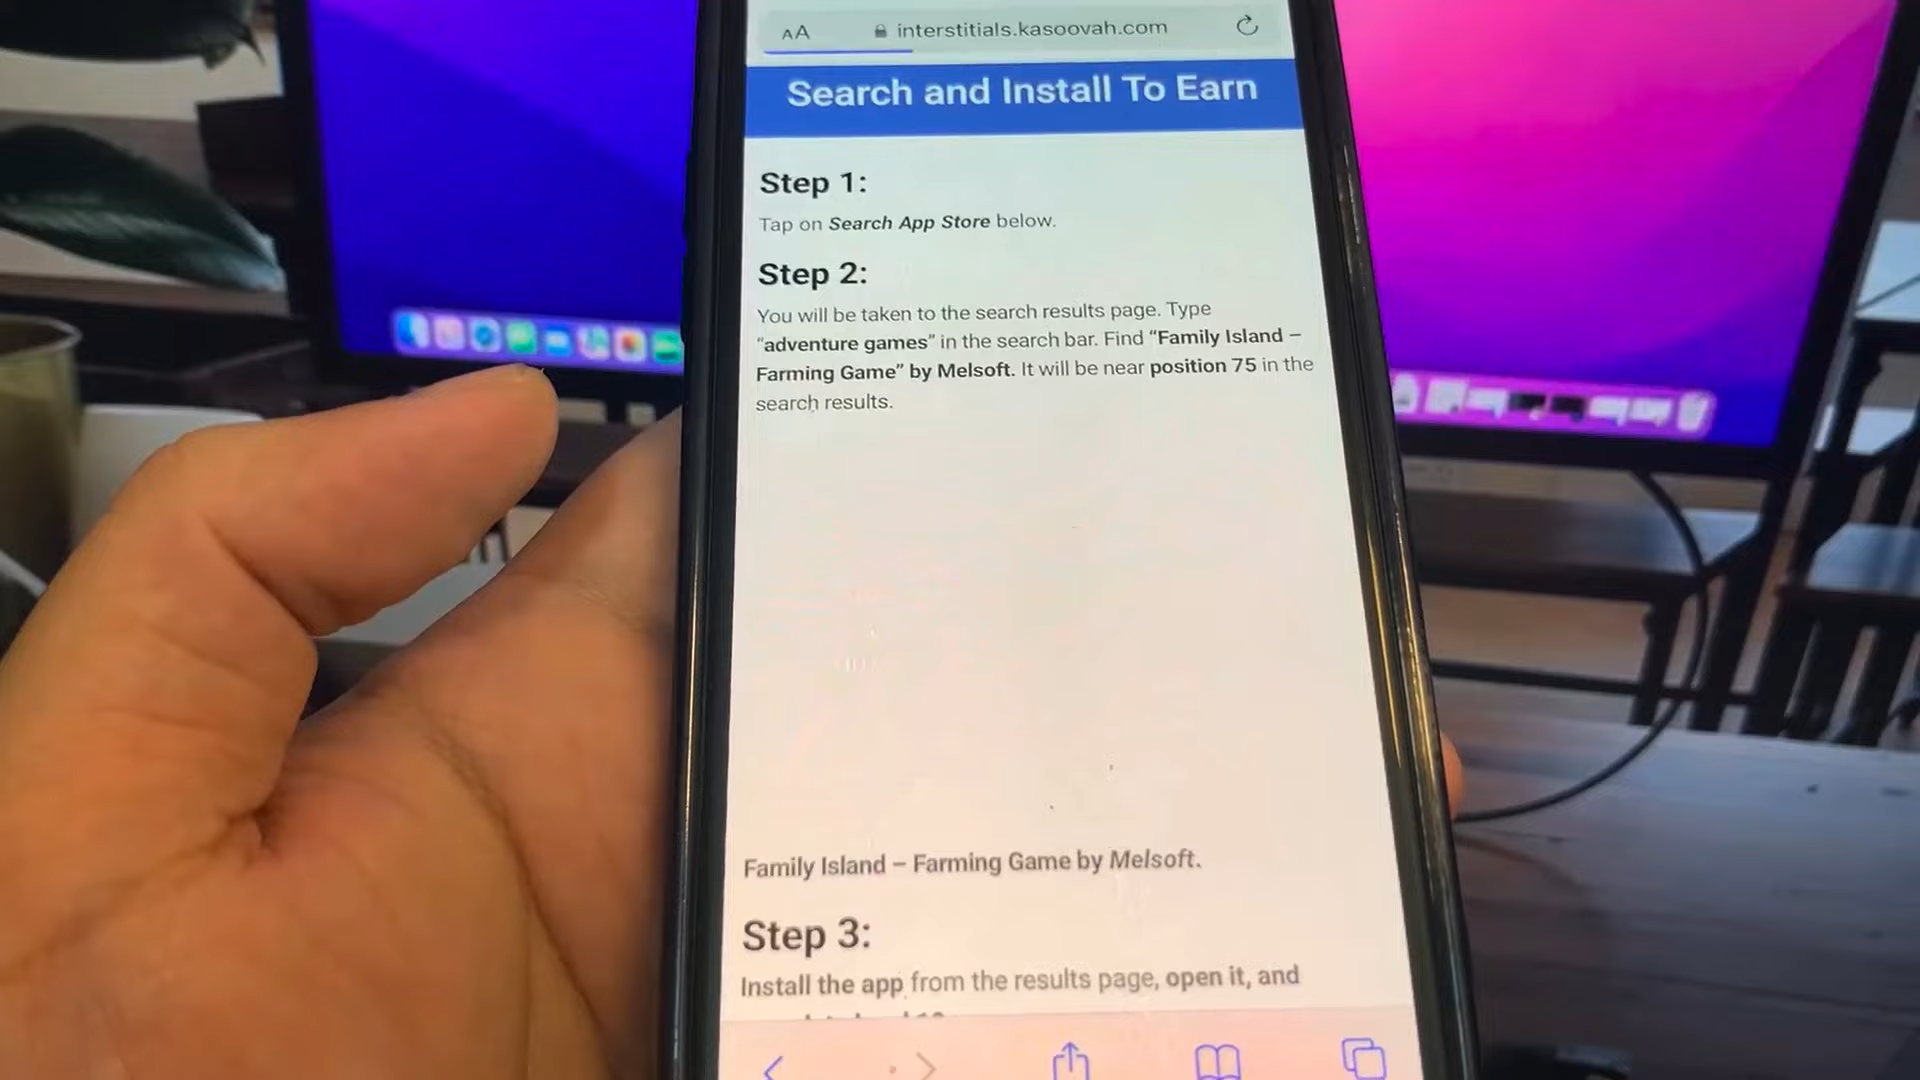 AA interstitials.kasoovah.com
Search and Install To Earn
Step 1:
Tap on Search App Store below.
Step 2:
You will be taken to the search results page. Type
“adventure games” in the search bar. Find “Family Island –
Farming Game” by Melsoft. It will be near position 75 in the
search results.
Family Island – Farming Game by Melsoft.
Step 3:
Install the app from the results page, open it, and